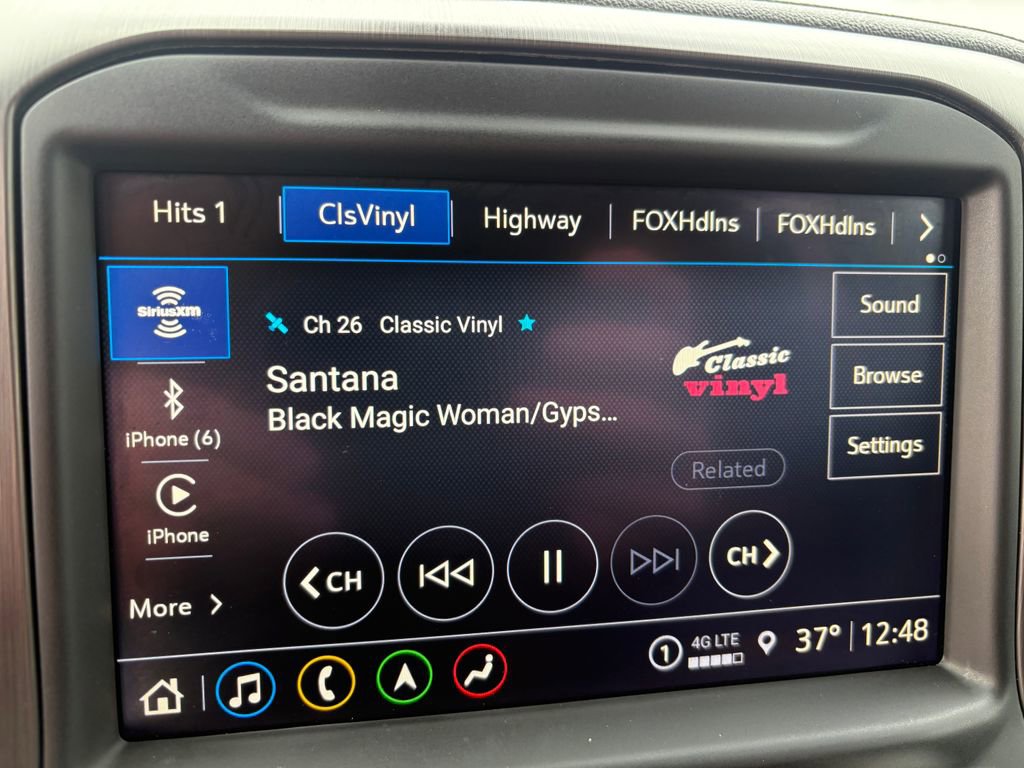 Hits 1
ClsVinyl
Highway
FOXHdlns
FOXHdlns
SiriusXM
Ch 26 Classic Vinyl
Santana
Black Magic Woman/Gyps...
Classic
vinyl
Related
Sound
Browse
Settings
iPhone (6)
iPhone
More
CH
CH
1
4G LTE
37° 12:48